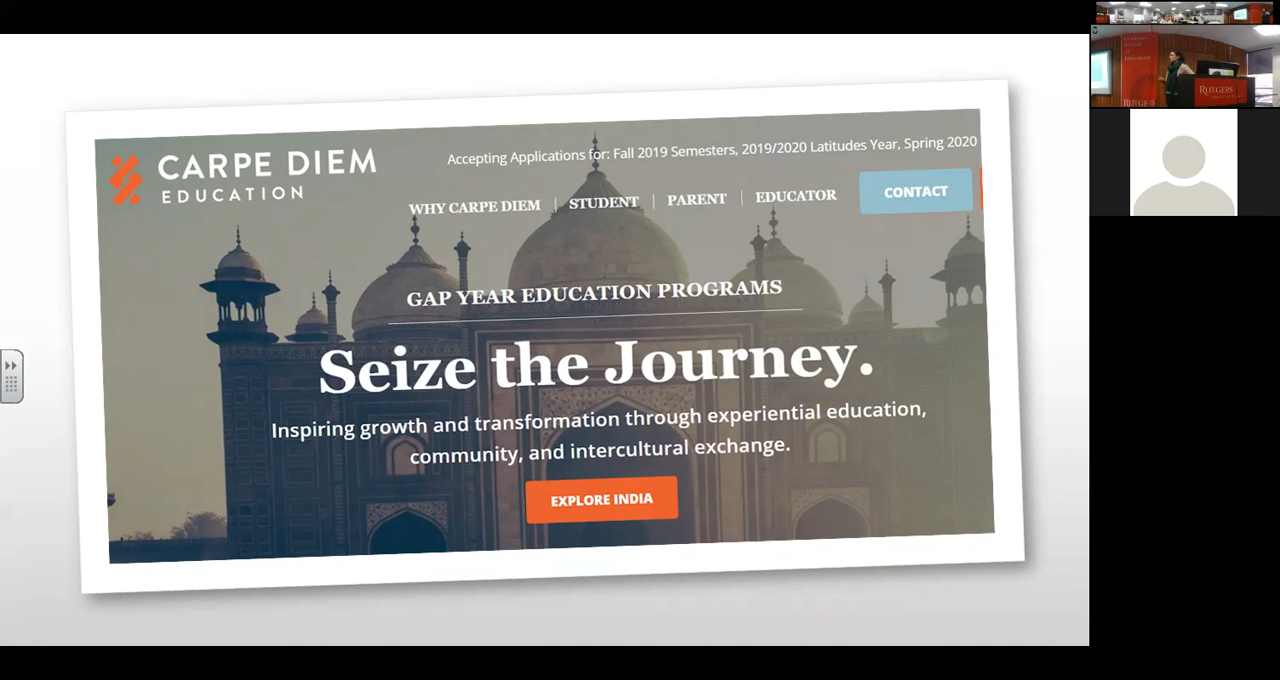 CARPE DIEM
EDUCATION
Accepting Applications for: Fall 2019 Semesters, 2019/2020 Latitudes Year, Spring 2020
WHY CARPE DIEM | STUDENT | PARENT | EDUCATOR
CONTACT
GAP YEAR EDUCATION PROGRAMS
Seize the Journey.
Inspiring growth and transformation through experiential education,
community, and intercultural exchange.
EXPLORE INDIA
RUTGERS